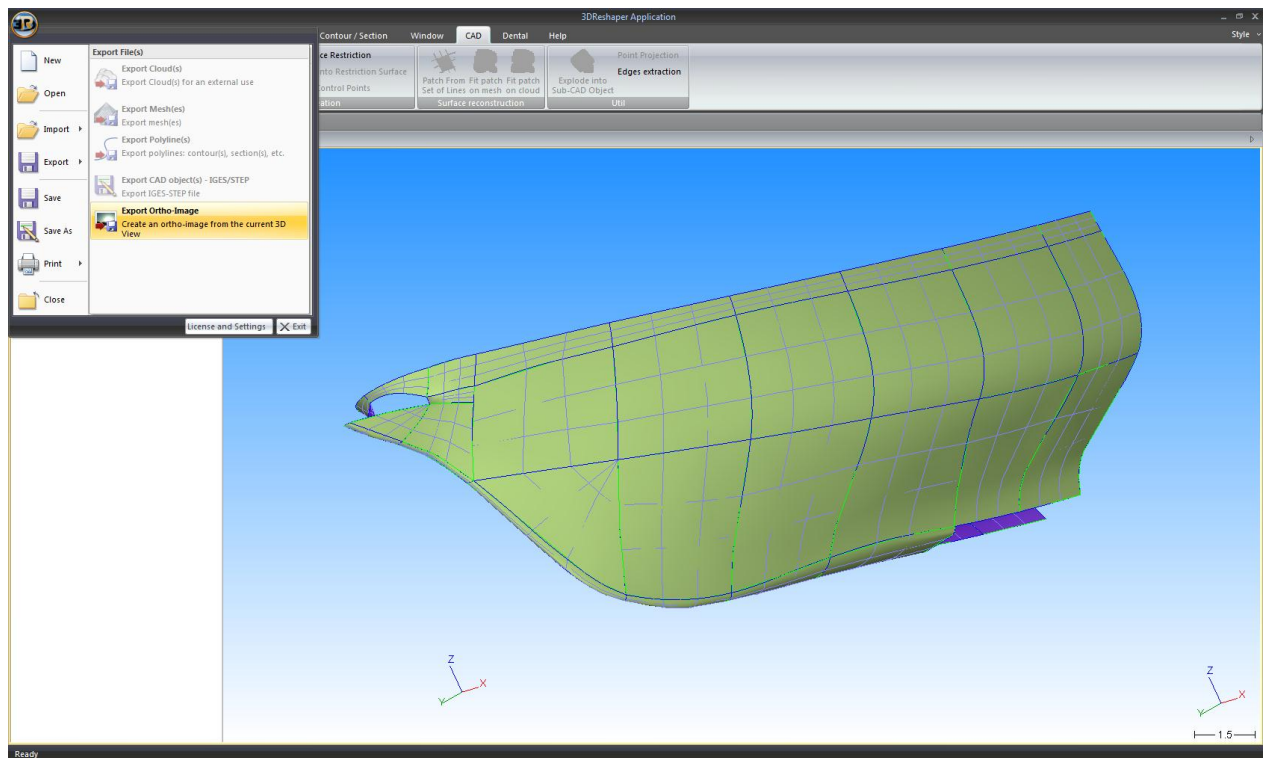 3DReshaper Application
3D
Contour / Section Window CAD Dental Help Style
New
Open
Import
Export
Save
Save As
Print
Close
Export File(s)
Export Cloud(s)
Export Cloud(s) for an external use
Export Mesh(es)
Export mesh(es)
Export Polyline(s)
Export polylines: contour(s), section(s), etc.
Export CAD object(s) - IGES/STEP
Export IGES-STEP file
Export Ortho-Image
Create an ortho-image from the current 3D
View
License and Settings Exit
ce Restriction
nto Restriction Surface
ontrol Points
ation
Patch From Fit patch Fit patch
Set of Lines on mesh on cloud
Surface reconstruction
Explode into
Sub-CAD Object
Point Projection
Edges extraction
Util
Z
X
Y
Z
X
Y
1.5
Ready